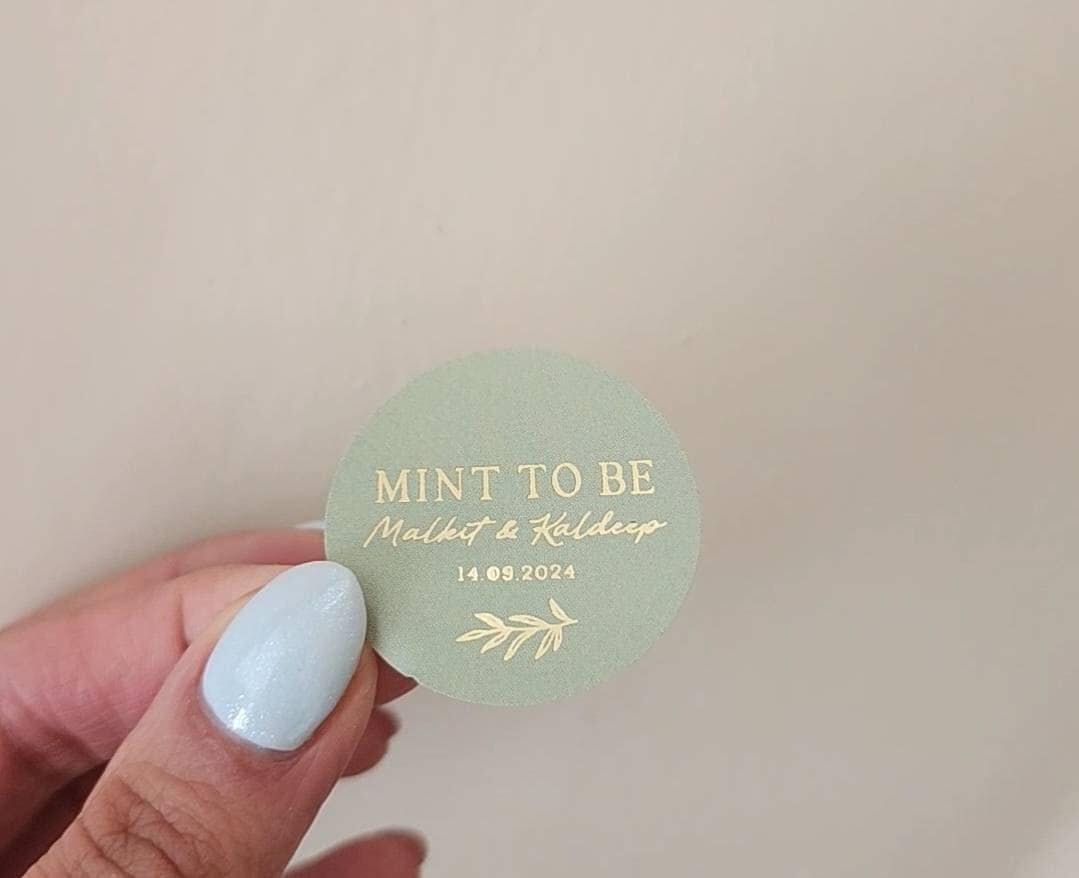 MINT TO BE
Malkit & Kaldeep
14.09.2024